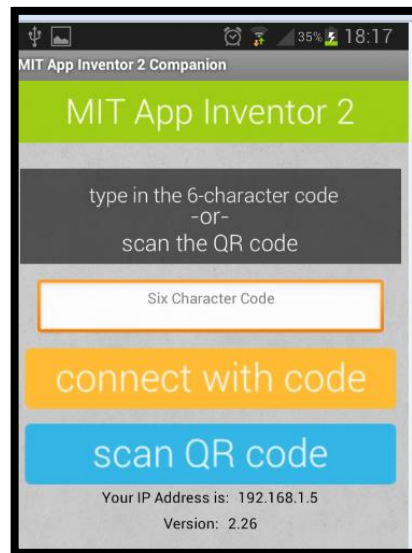 35% 18:17
MIT App Inventor 2 Companion
MIT App Inventor 2
type in the 6-character code
-or-
scan the QR code
Six Character Code
connect with code
scan QR code
Your IP Address is: 192.168.1.5
Version: 2.26